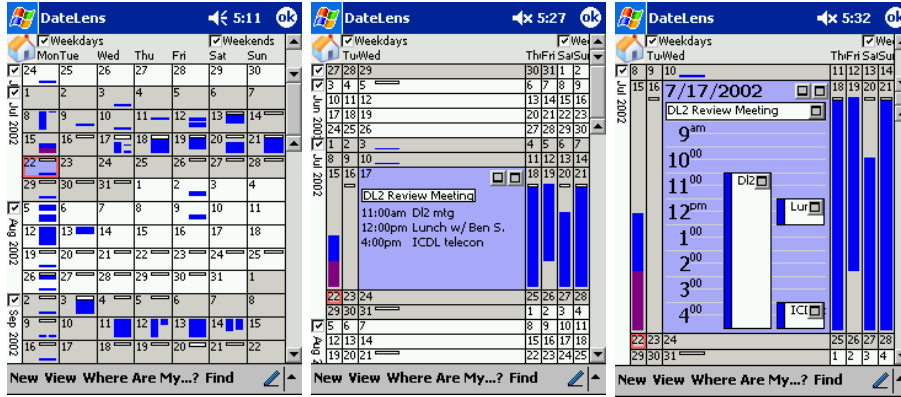 DateLens 5:11 ok
Weekdays Weekends
Mon Tue Wed Thu Fri Sat Sun
24 25 26 27 28 29 30
Jul 2002
1 2 3 4 5 6 7
8 9 10 11 12 13 14
15 16 17 18 19 20 21
22 23 24 25 26 27 28
29 30 31 1 2 3 4
Aug 2002
5 6 7 8 9 10 11
12 13 14 15 16 17 18
19 20 21 22 23 24 25
26 27 28 29 30 31 1
Sep 2002
2 3 4 5 6 7 8
9 10 11 12 13 14 15
16 17 18 19 20 21 22
New View Where Are My...? Find
DateLens 5:27 ok
Weekdays We
Tu Wed Th Fri Sat Sur
27 28 29 30 31 1 2
Jun 2002
3 4 5 6 7 8 9
10 11 12 13 14 15 16
17 18 19 20 21 22 23
24 25 26 27 28 29 30
Jul 2002
1 2 3 4 5 6 7
8 9 10 11 12 13 14
15 16 17 18 19 20 21
DL2 Review Meeting
11:00am Dl2 mtg
12:00pm Lunch w/ Ben S.
4:00pm ICDL telecon
22 23 24 25 26 27 28
29 30 31 1 2 3 4
Aug 2
5 6 7 8 9 10 11
12 13 14 15 16 17 18
19 20 21 22 23 24 25
New View Where Are My...? Find
DateLens 5:32 ok
Weekdays We
Tu Wed Th Fri Sat Sur
8 9 10 11 12 13 14
Jul 2002
15 16 7/17/2002 18 19 20 21
DL2 Review Meeting
9am
1000
1100 Dl2
12pm Lur
100
200
300
400 ICI
22 23 24 25 26 27 28
29 30 31 1 2 3 4
New View Where Are My...? Find